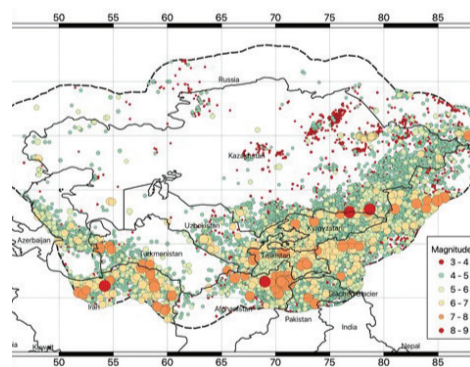 50 55 60 65 70 75 80 85
Russia
Kazakhstan
Uzbekistan
Kyrgyzstan
Azerbaijan
Turkmenistan
Tajikistan
Magnitude
3 - 4
4 - 5
5 - 6
6 - 7
7 - 8
8 - 9
Iran
Afghanistan
Pakistan
India
Kuwait
Nepal
50 55 60 65 70 75 80 85